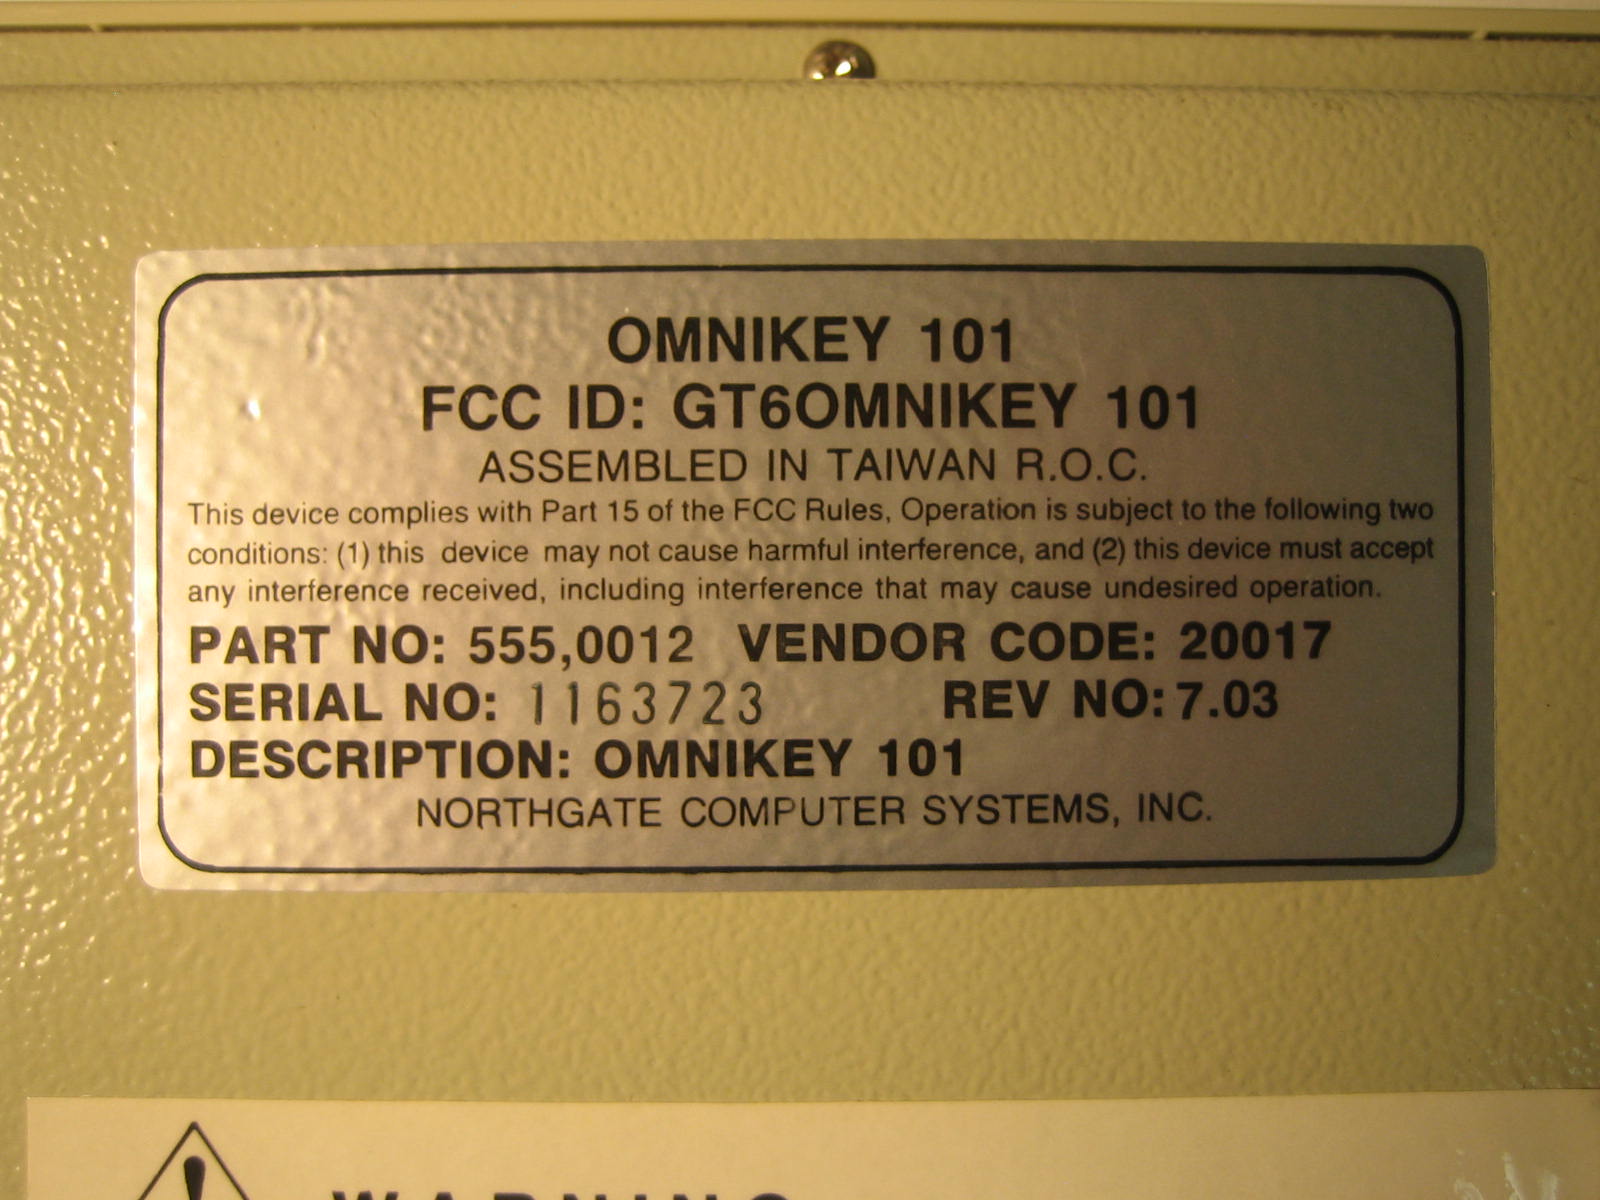 OMNIKEY 101
FCC ID: GT6OMNIKEY 101
ASSEMBLED IN TAIWAN R.O.C.
This device complies with Part 15 of the FCC Rules, Operation is subject to the following two
conditions: (1) this device may not cause harmful interference, and (2) this device must accept
any interference received, including interference that may cause undesired operation.
PART NO: 555,0012 VENDOR CODE: 20017
SERIAL NO: 1163723 REV NO: 7.03
DESCRIPTION: OMNIKEY 101
NORTHGATE COMPUTER SYSTEMS, INC.
WARNING